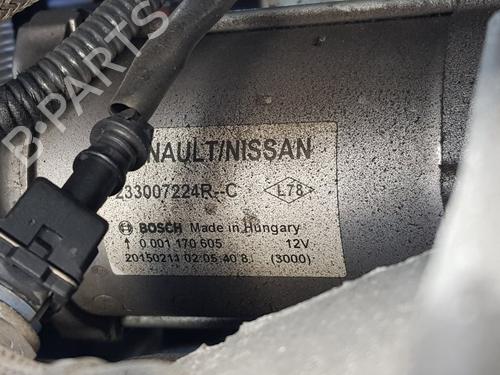 B-PARTS
NAULT/NISSAN
233007224R--C L78
BOSCH Made in Hungary
0 001 170 605 12V
20150211 02:05:40 8 (3000)